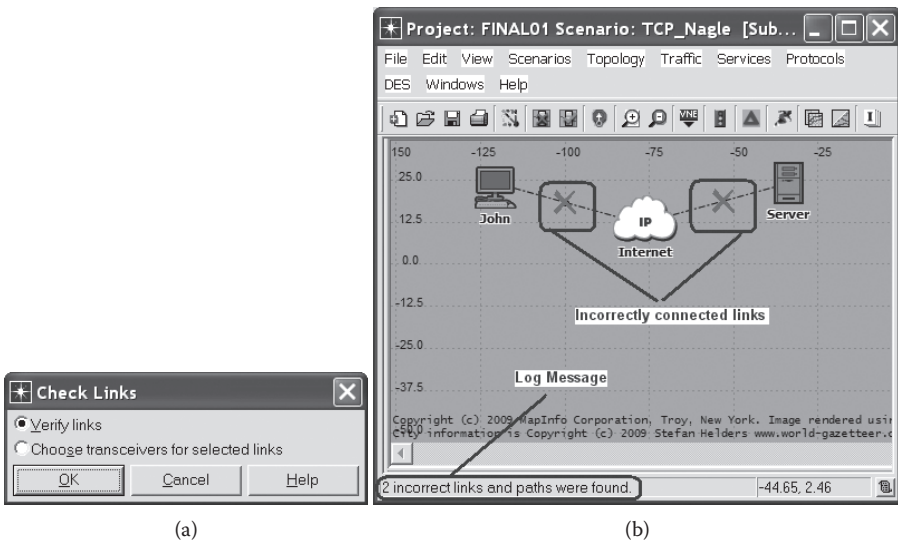 Check Links
Verify links
Choose transceivers for selected links
OK Cancel Help
(a)
Project: FINAL01 Scenario: TCP_Nagle [Sub...
File Edit View Scenarios Topology Traffic Services Protocols
DES Windows Help
VNE
150 -125 -100 -75 -50 -25
25.0
12.5
0.0
-12.5
-25.0
-37.5
-50.0
John
IP
Internet
Server
Incorrectly connected links
Log Message
Copyright (c) 2009 MapInfo Corporation, Troy, New York. Image rendered usin
City information is Copyright (c) 2009 Stefan Helders www.world-gazetteer.c
2 incorrect links and paths were found.
-44.65, 2.46
(b)